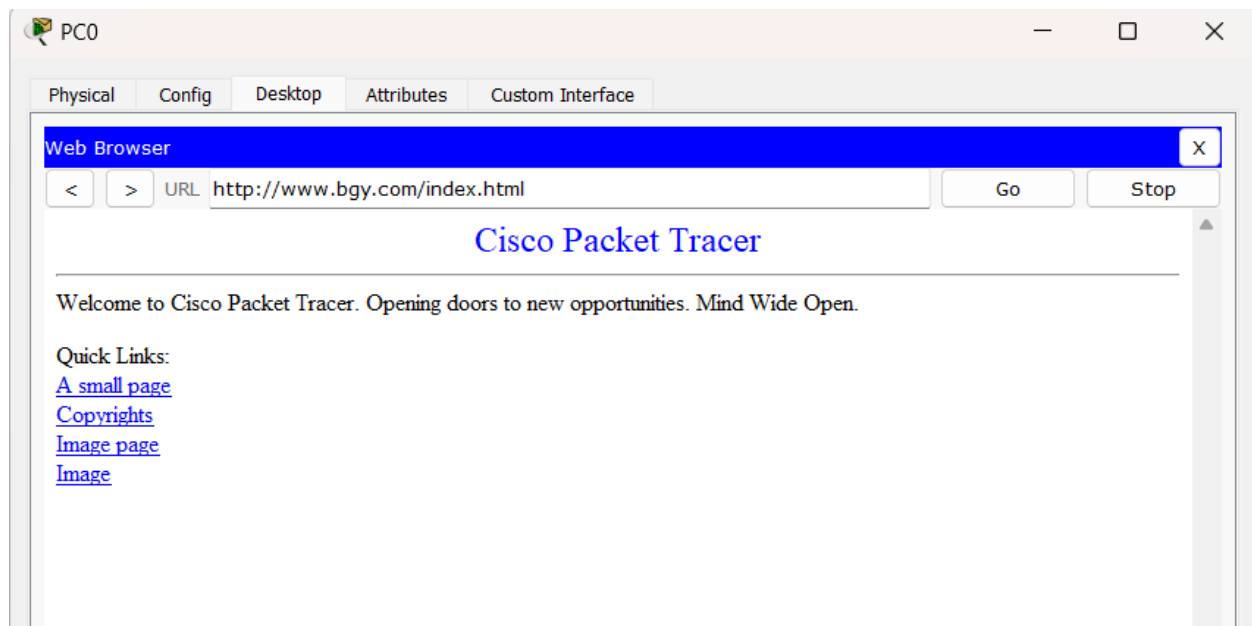 PC0
Physical Config Desktop Attributes Custom Interface
Web Browser X
< > URL http://www.bgy.com/index.html Go Stop
Cisco Packet Tracer
Welcome to Cisco Packet Tracer. Opening doors to new opportunities. Mind Wide Open.
Quick Links:
A small page
Copyrights
Image page
Image